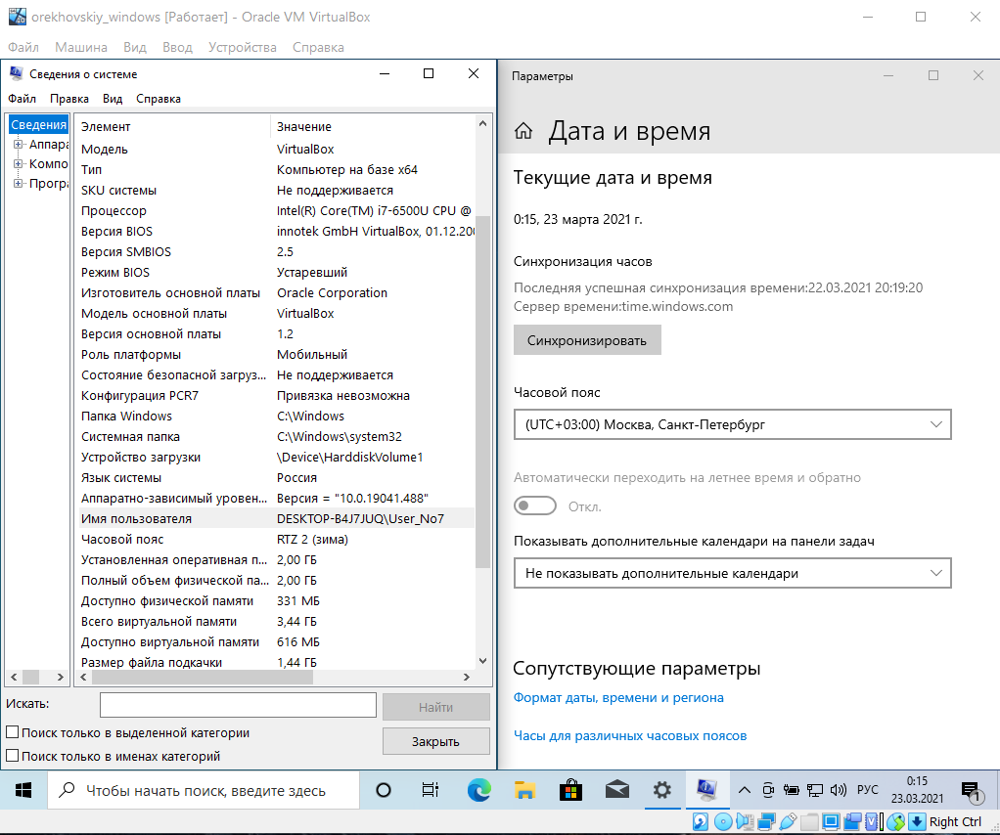 orekhovskiy_windows [Работает] - Oracle VM VirtualBox
Файл Машина Вид Ввод Устройства Справка
Сведения о системе
Файл Правка Вид Справка
Сведения
Аппара
Компо
Програ
Элемент Значение
Модель VirtualBox
Тип Компьютер на базе x64
SKU системы Не поддерживается
Процессор Intel(R) Core(TM) i7-6500U CPU @
Версия BIOS innotek GmbH VirtualBox, 01.12.200
Версия SMBIOS 2.5
Режим BIOS Устаревший
Изготовитель основной платы Oracle Corporation
Модель основной платы VirtualBox
Версия основной платы 1.2
Роль платформы Мобильный
Состояние безопасной загруз... Не поддерживается
Конфигурация PCR7 Привязка невозможна
Папка Windows C:\Windows
Системная папка C:\Windows\system32
Устройство загрузки \Device\HarddiskVolume1
Язык системы Россия
Аппаратно-зависимый уровен... Версия = "10.0.19041.488"
Имя пользователя DESKTOP-B4J7JUQ\User_No7
Часовой пояс RTZ 2 (зима)
Установленная оперативная п... 2,00 ГБ
Полный объем физической па... 2,00 ГБ
Доступно физической памяти 331 МБ
Всего виртуальной памяти 3,44 ГБ
Доступно виртуальной памяти 616 МБ
Размер файла подкачки 1,44 ГБ
Искать:
Найти
Поиск только в выделенной категории
Закрыть
Поиск только в именах категорий
Параметры
Дата и время
Текущие дата и время
0:15, 23 марта 2021 г.
Синхронизация часов
Последняя успешная синхронизация времени:22.03.2021 20:19:20
Сервер времени:time.windows.com
Синхронизировать
Часовой пояс
(UTC+03:00) Москва, Санкт-Петербург
Автоматически переходить на летнее время и обратно
Откл.
Показывать дополнительные календари на панели задач
Не показывать дополнительные календари
Сопутствующие параметры
Формат даты, времени и региона
Часы для различных часовых поясов
Чтобы начать поиск, введите здесь
РУС
0:15
23.03.2021
1
Right Ctrl